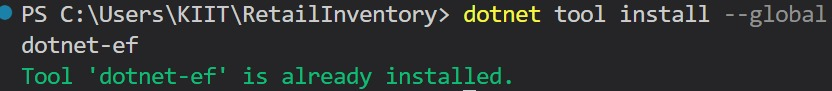 PS C:\Users\KIIT\RetailInventory> dotnet tool install --global
dotnet-ef
Tool 'dotnet-ef' is already installed.